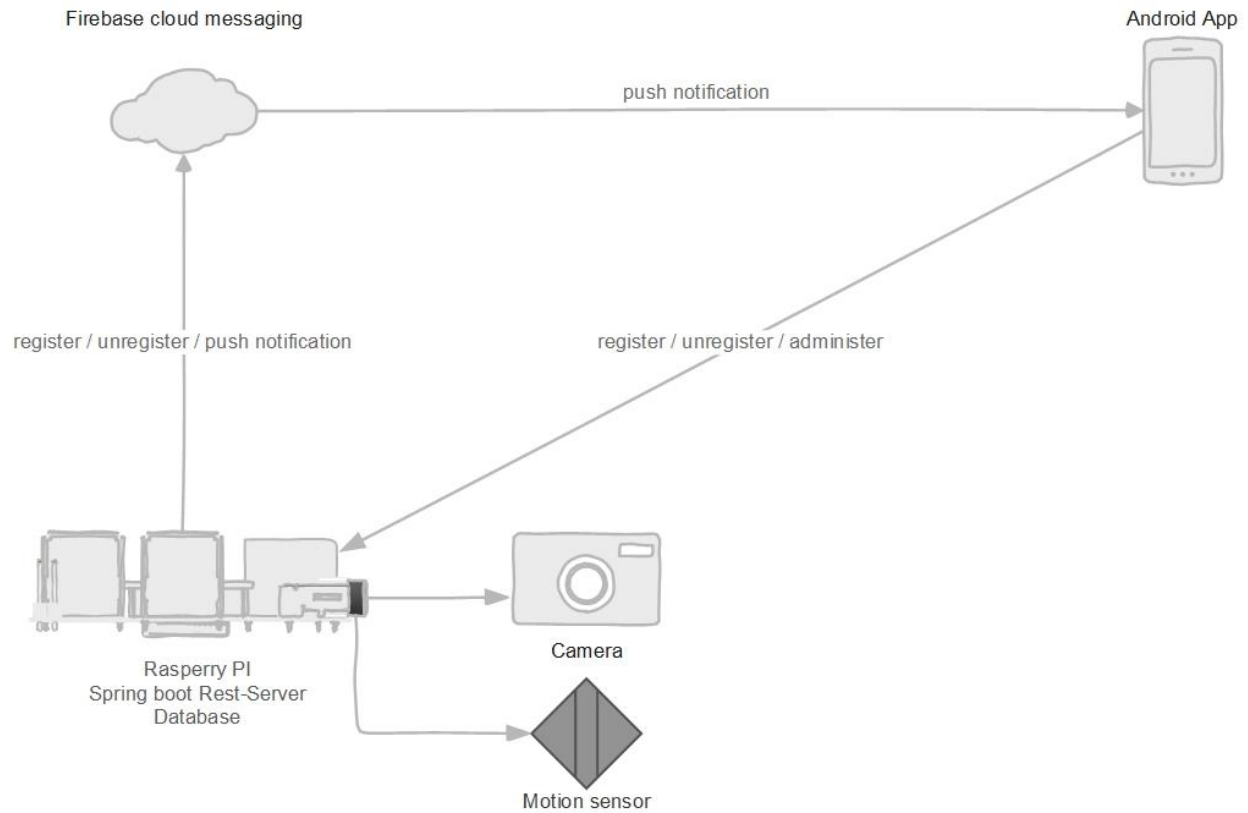 Firebase cloud messaging
Android App
push notification
register / unregister / push notification
register / unregister / administer
Rasperry PI
Spring boot Rest-Server
Database
Camera
Motion sensor